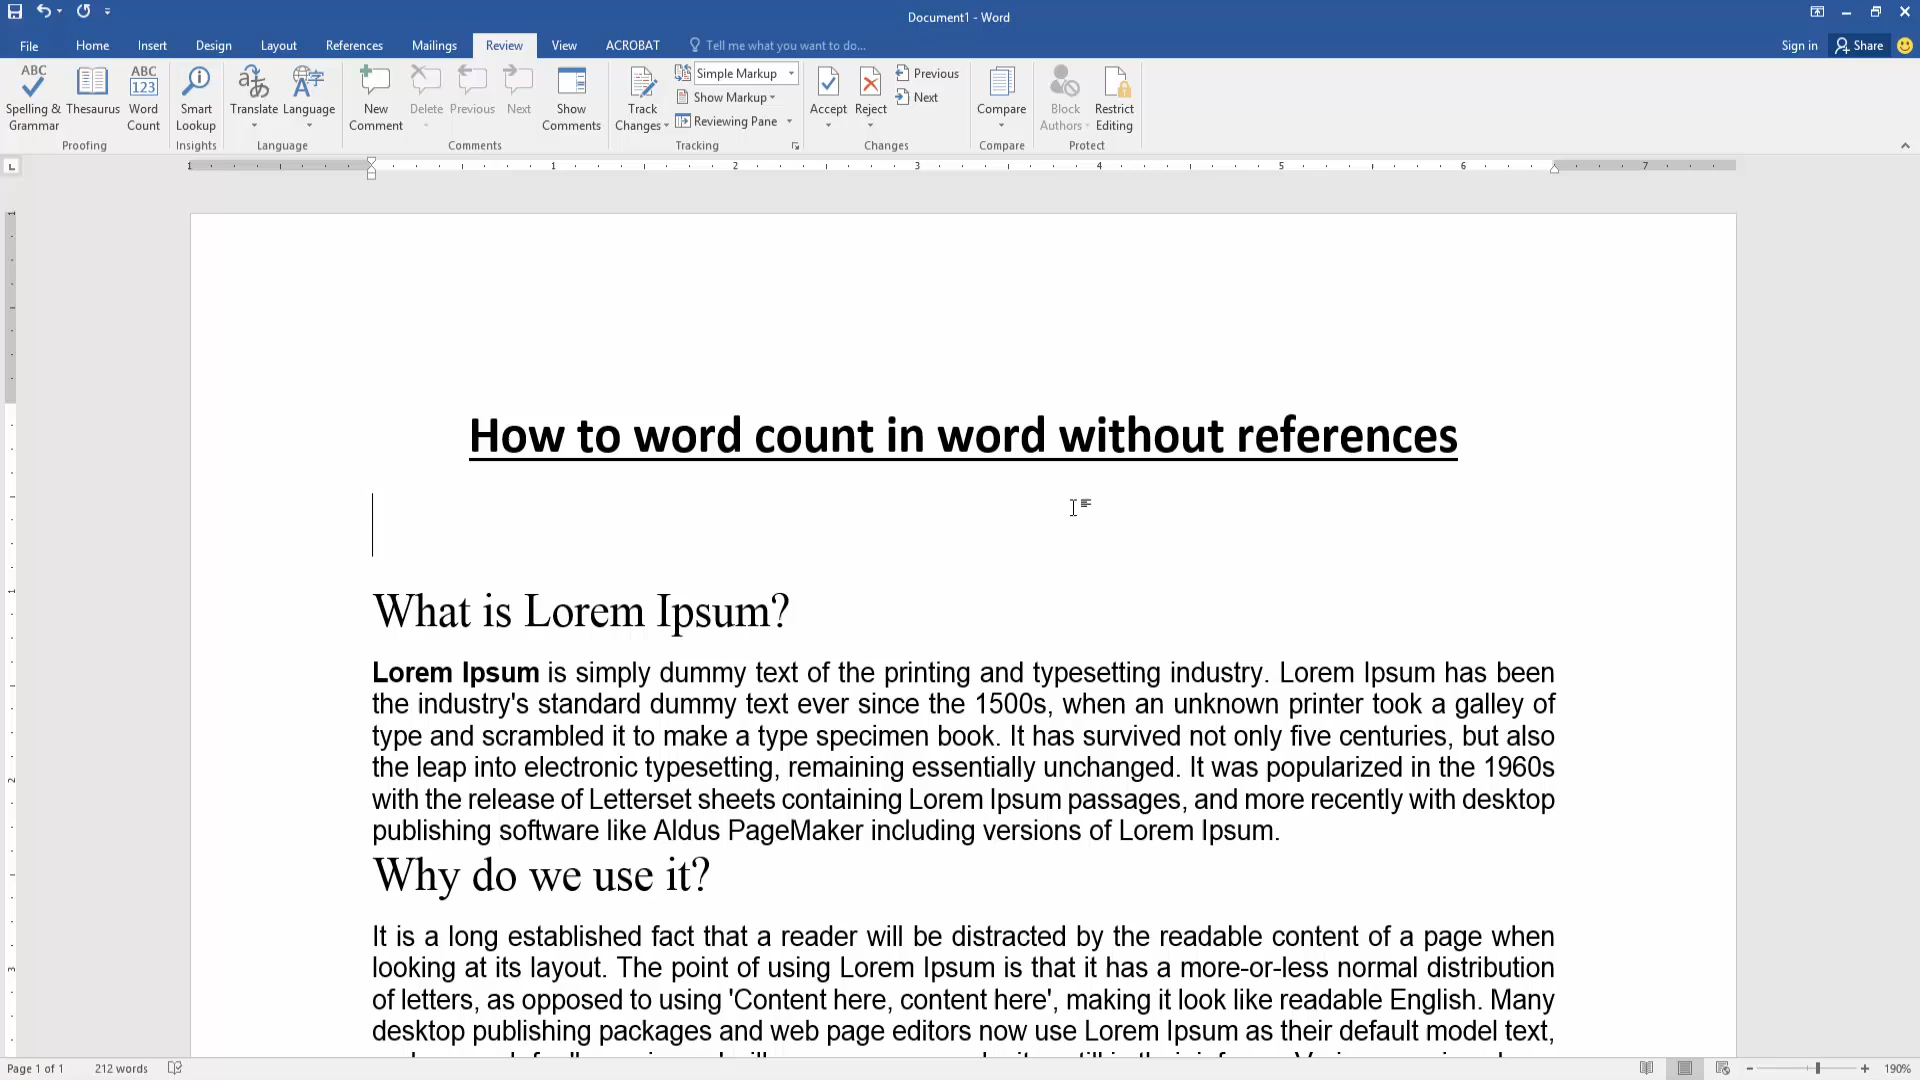 Document1 - Word
File Home Insert Design Layout References Mailings Review View ACROBAT Tell me what you want to do... Sign in Share
ABC
Spelling &
Grammar
Thesaurus
ABC
123
Word
Count
Proofing
Smart
Lookup
Insights
Translate
Language
Language
New
Comment
Delete
Previous
Next
Show
Comments
Comments
Track
Changes
Simple Markup
Show Markup
Reviewing Pane
Tracking
Accept
Reject
Previous
Next
Changes
Compare
Compare
Block
Authors
Restrict
Editing
Protect
1 1 2 3 4 5 6 7
How to word count in word without references
What is Lorem Ipsum?
Lorem Ipsum is simply dummy text of the printing and typesetting industry. Lorem Ipsum has been
the industry's standard dummy text ever since the 1500s, when an unknown printer took a galley of
type and scrambled it to make a type specimen book. It has survived not only five centuries, but also
the leap into electronic typesetting, remaining essentially unchanged. It was popularized in the 1960s
with the release of Letterset sheets containing Lorem Ipsum passages, and more recently with desktop
publishing software like Aldus PageMaker including versions of Lorem Ipsum.
Why do we use it?
It is a long established fact that a reader will be distracted by the readable content of a page when
looking at its layout. The point of using Lorem Ipsum is that it has a more-or-less normal distribution
of letters, as opposed to using 'Content here, content here', making it look like readable English. Many
desktop publishing packages and web page editors now use Lorem Ipsum as their default model text,
Page 1 of 1 212 words 190%